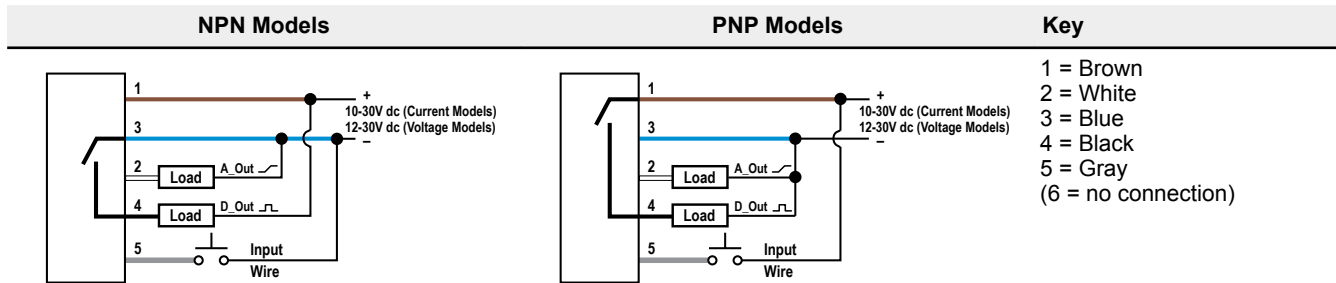 NPN Models
PNP Models
Key
1
+
10-30V dc (Current Models)
3
12-30V dc (Voltage Models)
–
2
Load
A_Out
4
Load
D_Out
5
Input
Wire
1
+
10-30V dc (Current Models)
3
12-30V dc (Voltage Models)
–
2
Load
A_Out
4
Load
D_Out
5
Input
Wire
1 = Brown
2 = White
3 = Blue
4 = Black
5 = Gray
(6 = no connection)